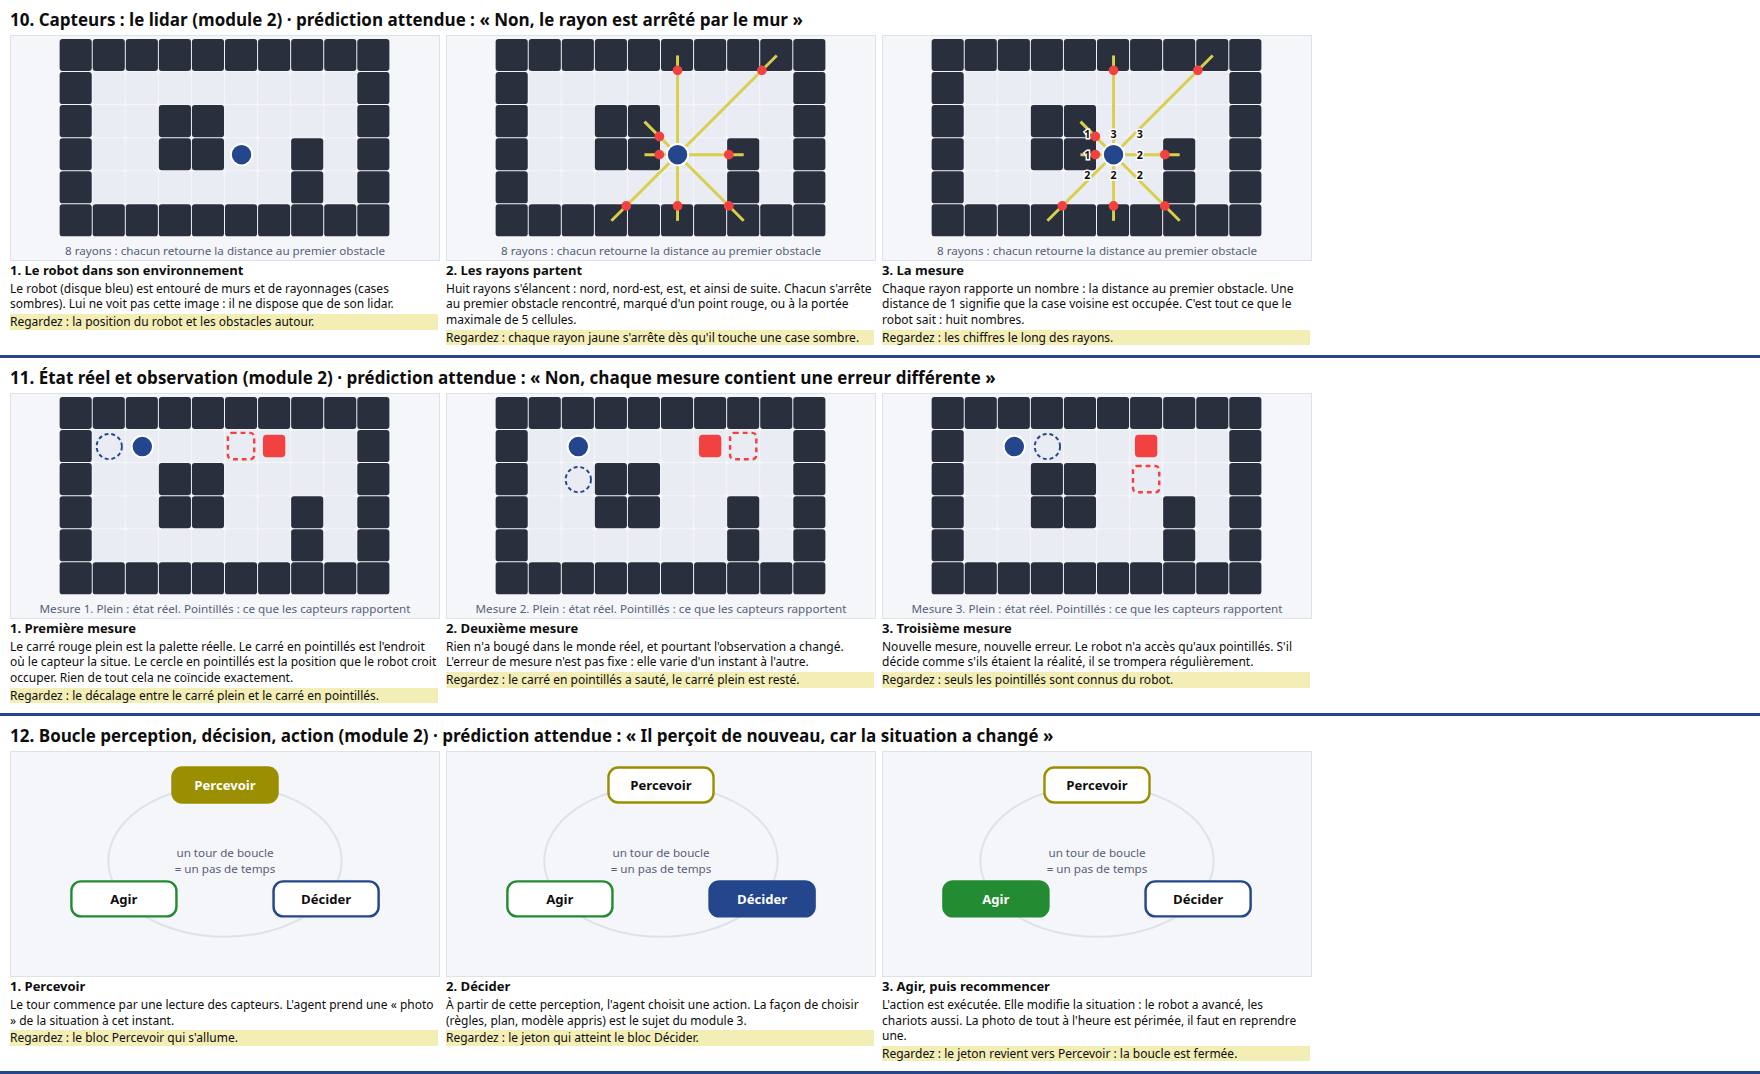 10. Capteurs : le lidar (module 2) · prédiction attendue : « Non, le rayon est arrêté par le mur »
8 rayons : chacun retourne la distance au premier obstacle
1. Le robot dans son environnement
Le robot (disque bleu) est entouré de murs et de rayonnages (cases
sombres). Lui ne voit pas cette image : il ne dispose que de son lidar.
Regardez : la position du robot et les obstacles autour.
8 rayons : chacun retourne la distance au premier obstacle
2. Les rayons partent
Huit rayons s'élancent : nord, nord-est, est, et ainsi de suite. Chacun s'arrête
au premier obstacle rencontré, marqué d'un point rouge, ou à la portée
maximale de 5 cellules.
Regardez : chaque rayon jaune s'arrête dès qu'il touche une case sombre.
1 3 3
1 2
2 2 2
8 rayons : chacun retourne la distance au premier obstacle
3. La mesure
Chaque rayon rapporte un nombre : la distance au premier obstacle. Une
distance de 1 signifie que la case voisine est occupée. C'est tout ce que le
robot sait : huit nombres.
Regardez : les chiffres le long des rayons.
11. État réel et observation (module 2) · prédiction attendue : « Non, chaque mesure contient une erreur différente »
Mesure 1. Plein : état réel. Pointillés : ce que les capteurs rapportent
1. Première mesure
Le carré rouge plein est la palette réelle. Le carré en pointillés est l'endroit
où le capteur la situe. Le cercle en pointillés est la position que le robot croit
occuper. Rien de tout cela ne coïncide exactement.
Regardez : le décalage entre le carré plein et le carré en pointillés.
Mesure 2. Plein : état réel. Pointillés : ce que les capteurs rapportent
2. Deuxième mesure
Rien n'a bougé dans le monde réel, et pourtant l'observation a changé.
L'erreur de mesure n'est pas fixe : elle varie d'un instant à l'autre.
Regardez : le carré en pointillés a sauté, le carré plein est resté.
Mesure 3. Plein : état réel. Pointillés : ce que les capteurs rapportent
3. Troisième mesure
Nouvelle mesure, nouvelle erreur. Le robot n'a accès qu'aux pointillés. S'il
décide comme s'ils étaient la réalité, il se trompera régulièrement.
Regardez : seuls les pointillés sont connus du robot.
12. Boucle perception, décision, action (module 2) · prédiction attendue : « Il perçoit de nouveau, car la situation a changé »
Percevoir
un tour de boucle
= un pas de temps
Agir
Décider
1. Percevoir
Le tour commence par une lecture des capteurs. L'agent prend une « photo
» de la situation à cet instant.
Regardez : le bloc Percevoir qui s'allume.
Percevoir
un tour de boucle
= un pas de temps
Agir
Décider
2. Décider
À partir de cette perception, l'agent choisit une action. La façon de choisir
(règles, plan, modèle appris) est le sujet du module 3.
Regardez : le jeton qui atteint le bloc Décider.
Percevoir
un tour de boucle
= un pas de temps
Agir
Décider
3. Agir, puis recommencer
L'action est exécutée. Elle modifie la situation : le robot a avancé, les
chariots aussi. La photo de tout à l'heure est périmée, il faut en reprendre
une.
Regardez : le jeton revient vers Percevoir : la boucle est fermée.